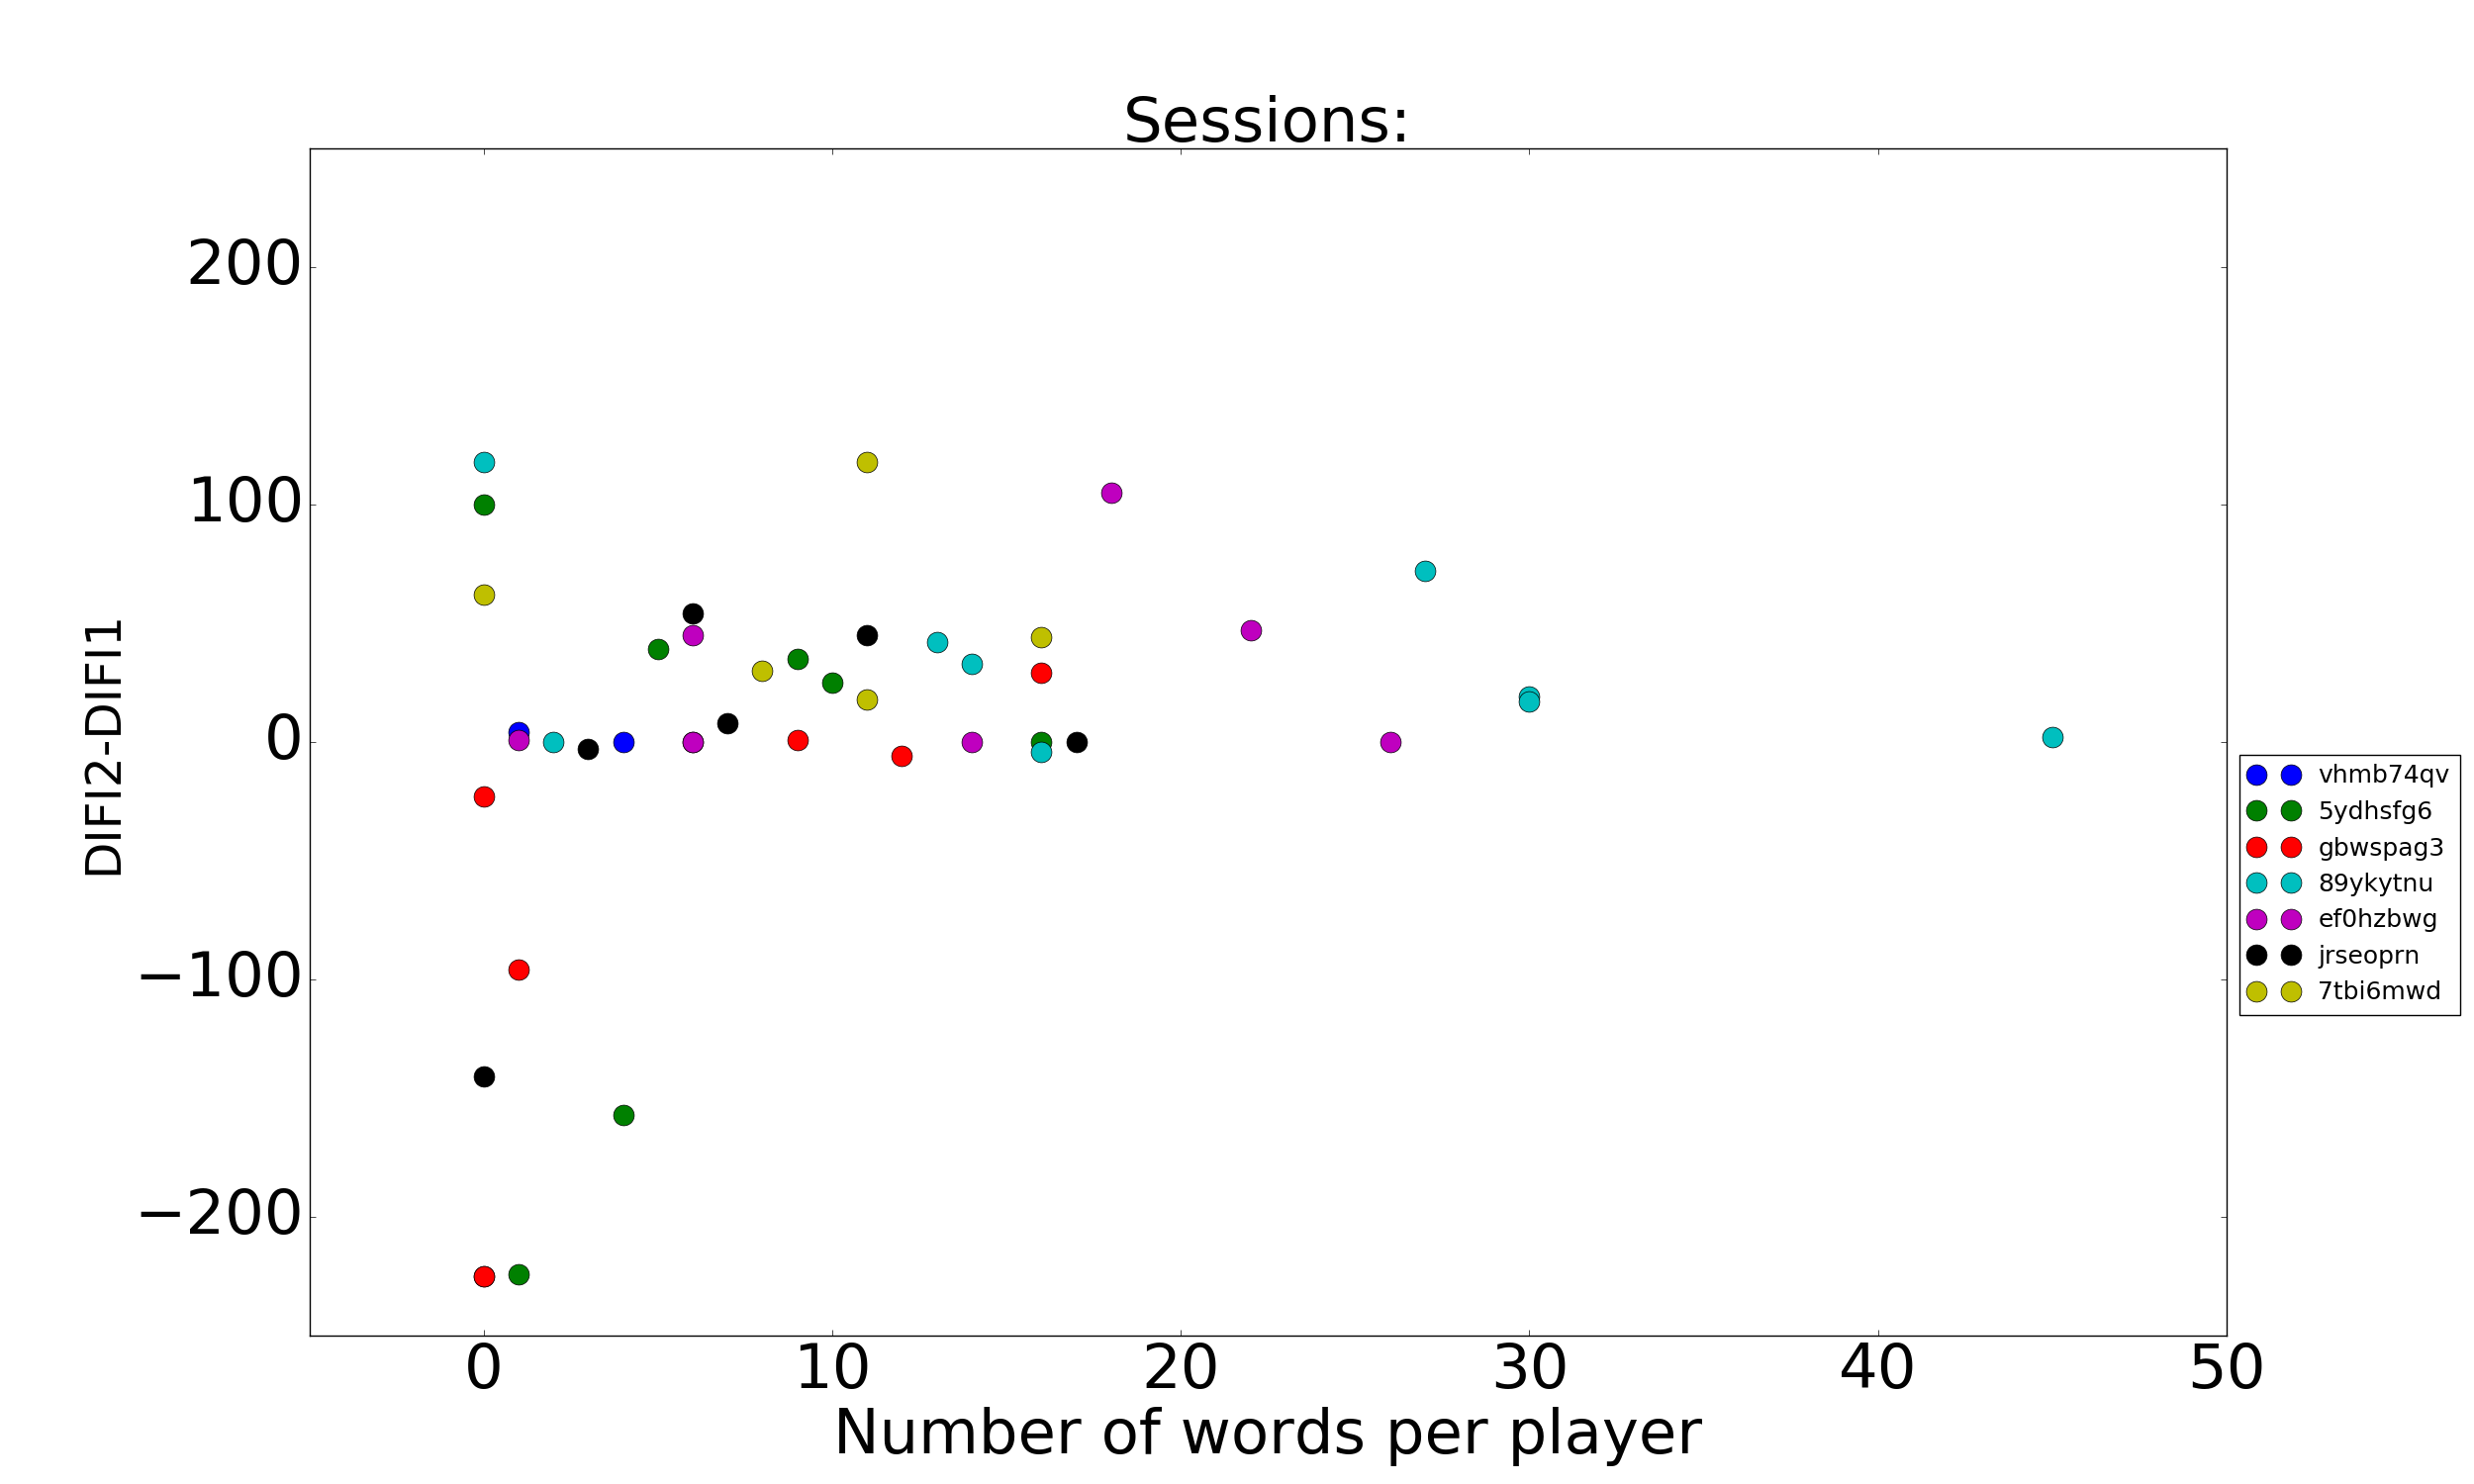 Sessions:
200
100
0
−100
−200
DIFI2-DIFI1
0 10 20 30 40 50
Number of words per player
vhmb74qv
5ydhsfg6
gbwspag3
89ykytnu
ef0hzbwg
jrseoprn
7tbi6mwd